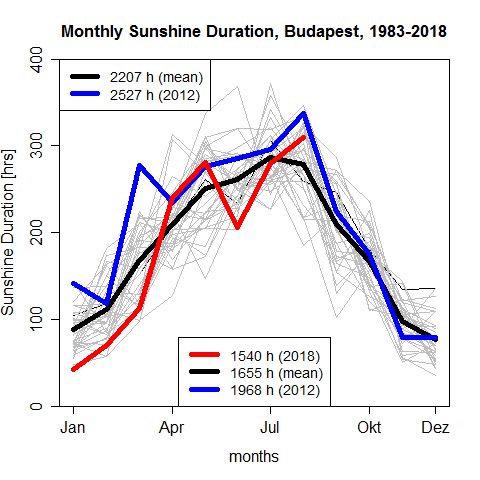 Monthly Sunshine Duration, Budapest, 1983-2018
2207 h (mean)
2527 h (2012)
Sunshine Duration [hrs]
400
300
200
100
0
1540 h (2018)
1655 h (mean)
1968 h (2012)
Jan Apr Jul Okt Dez
months